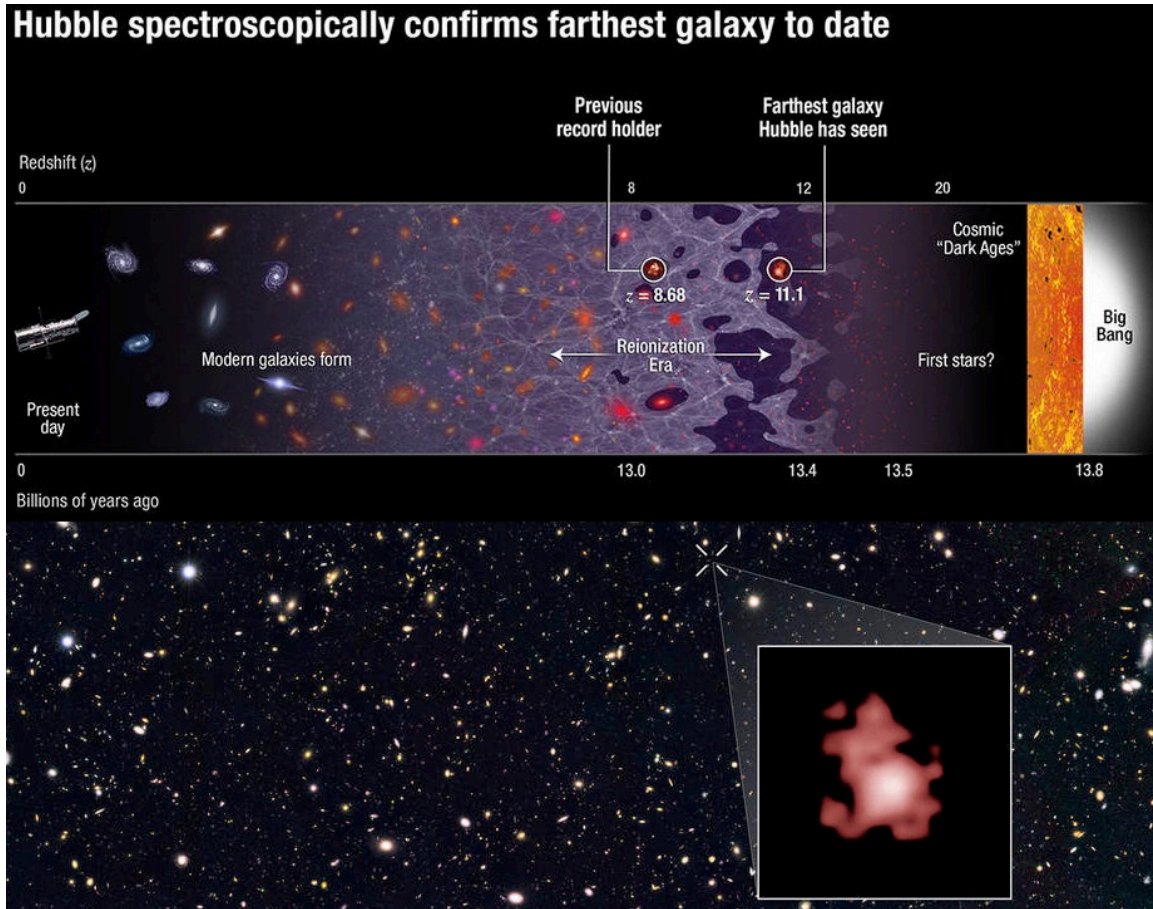 Hubble spectroscopically confirms farthest galaxy to date
Previous
record holder
Farthest galaxy
Hubble has seen
Redshift (z)
0
8
12
20
Cosmic
"Dark Ages"
z = 8.68
z = 11.1
Big
Bang
Reionization
Era
Modern galaxies form
First stars?
Present
day
0
13.0
13.4
13.5
13.8
Billions of years ago